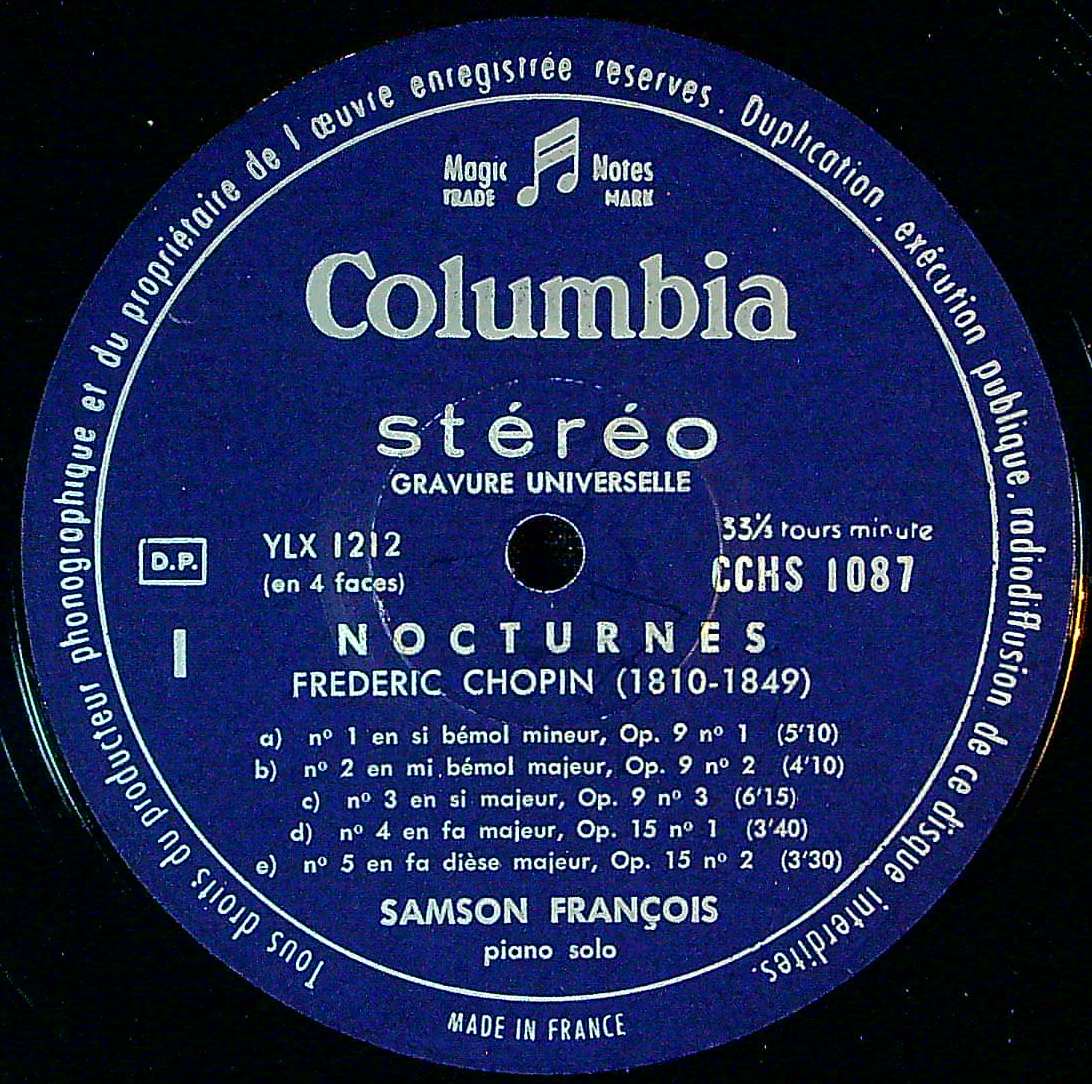 Tous droits du producteur phonographique et du propriétaire de l'œuvre enregistrée reserves. Duplication, exécution publique, radiodiffusion de ce disque interdites.
Magic Notes
TRADE MARK
Columbia
stéréo
GRAVURE UNIVERSELLE
D.P.
YLX 1212
(en 4 faces)
33⅓ tours minute
CCHS 1087
1
NOCTURNES
FREDERIC CHOPIN (1810-1849)
a) nº 1 en si bémol mineur, Op. 9 nº 1 (5'10)
b) nº 2 en mi bémol majeur, Op. 9 nº 2 (4'10)
c) nº 3 en si majeur, Op. 9 nº 3 (6'15)
d) nº 4 en fa majeur, Op. 15 nº 1 (3'40)
e) nº 5 en fa dièse majeur, Op. 15 nº 2 (3'30)
SAMSON FRANÇOIS
piano solo
MADE IN FRANCE